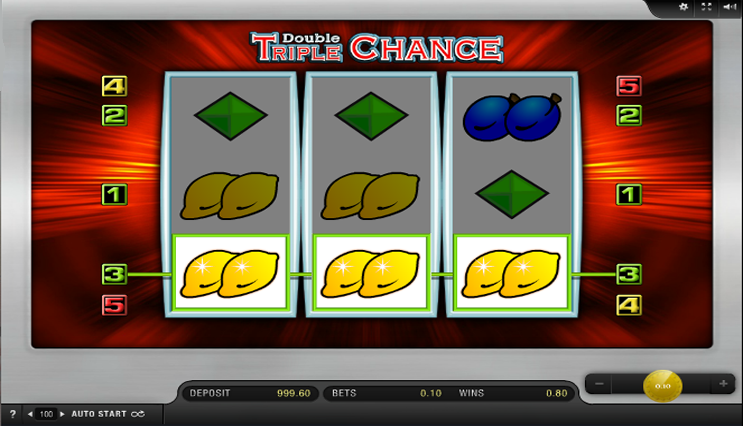 Double
TRIPLE CHANCE
4 5
2 2
1 1
3 3
5 4
DEPOSIT 999.60 BETS 0.10 WINS 0.80
0.10
? 100 AUTO START